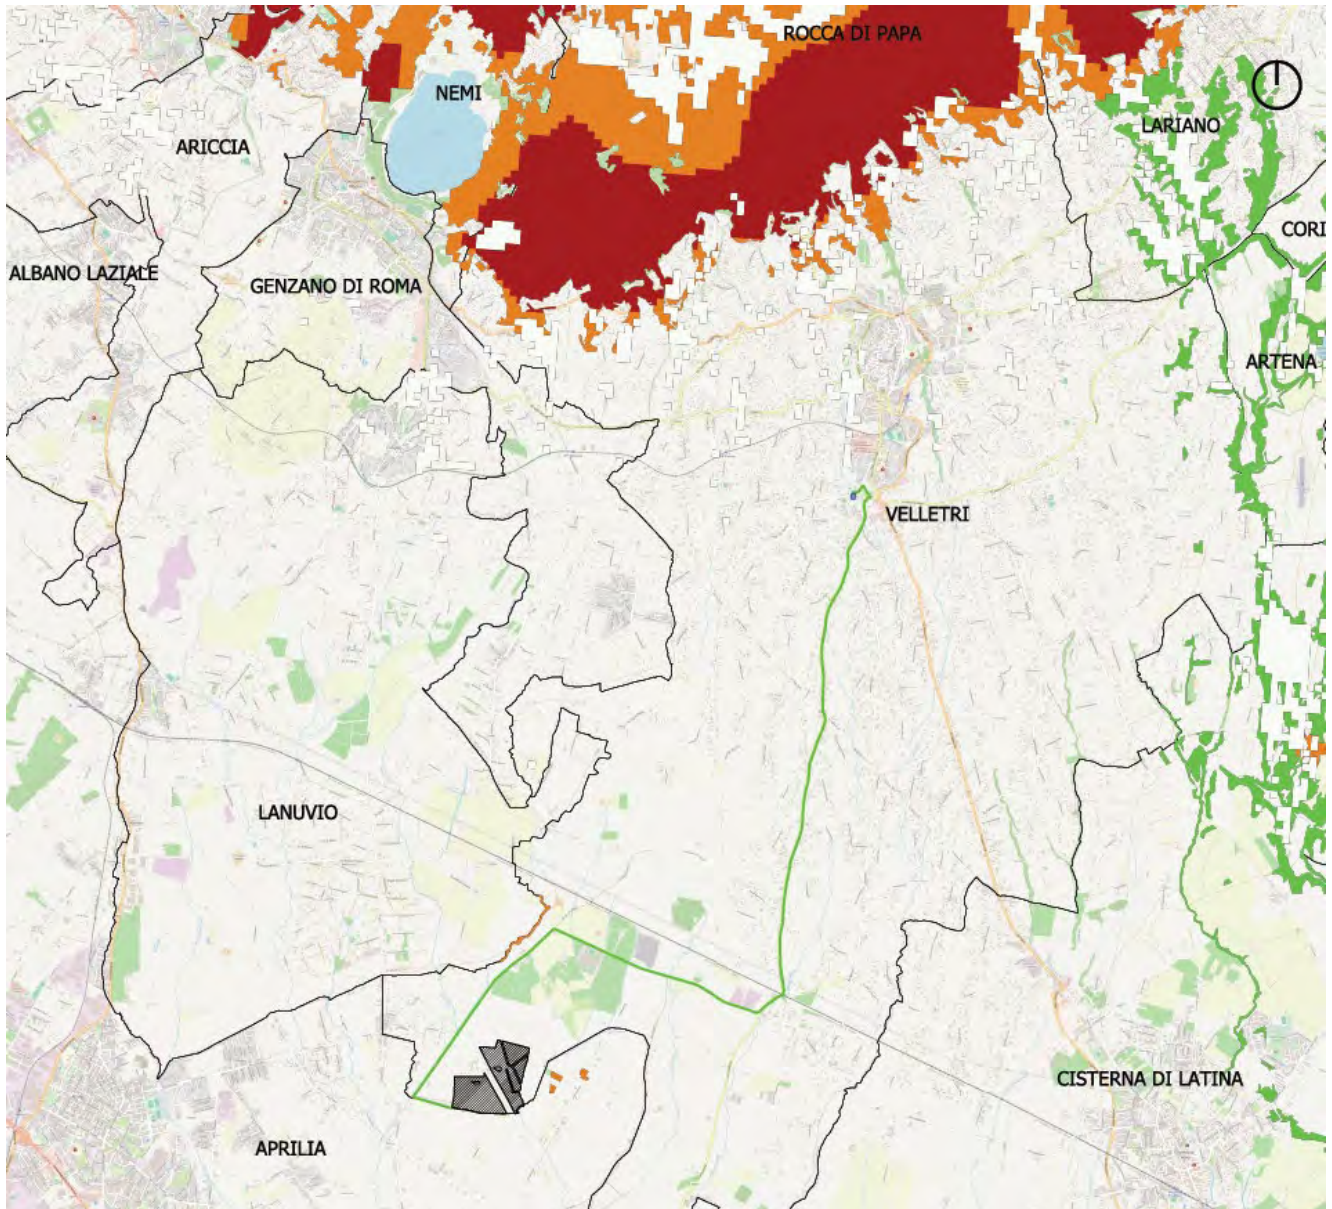 ROCCA DI PAPA
NEMI
LARIANO
ARICCIA
CORI
ALBANO LAZIALE
GENZANO DI ROMA
ARTENA
VELLETRI
LANUVIO
CISTERNA DI LATINA
APRILIA